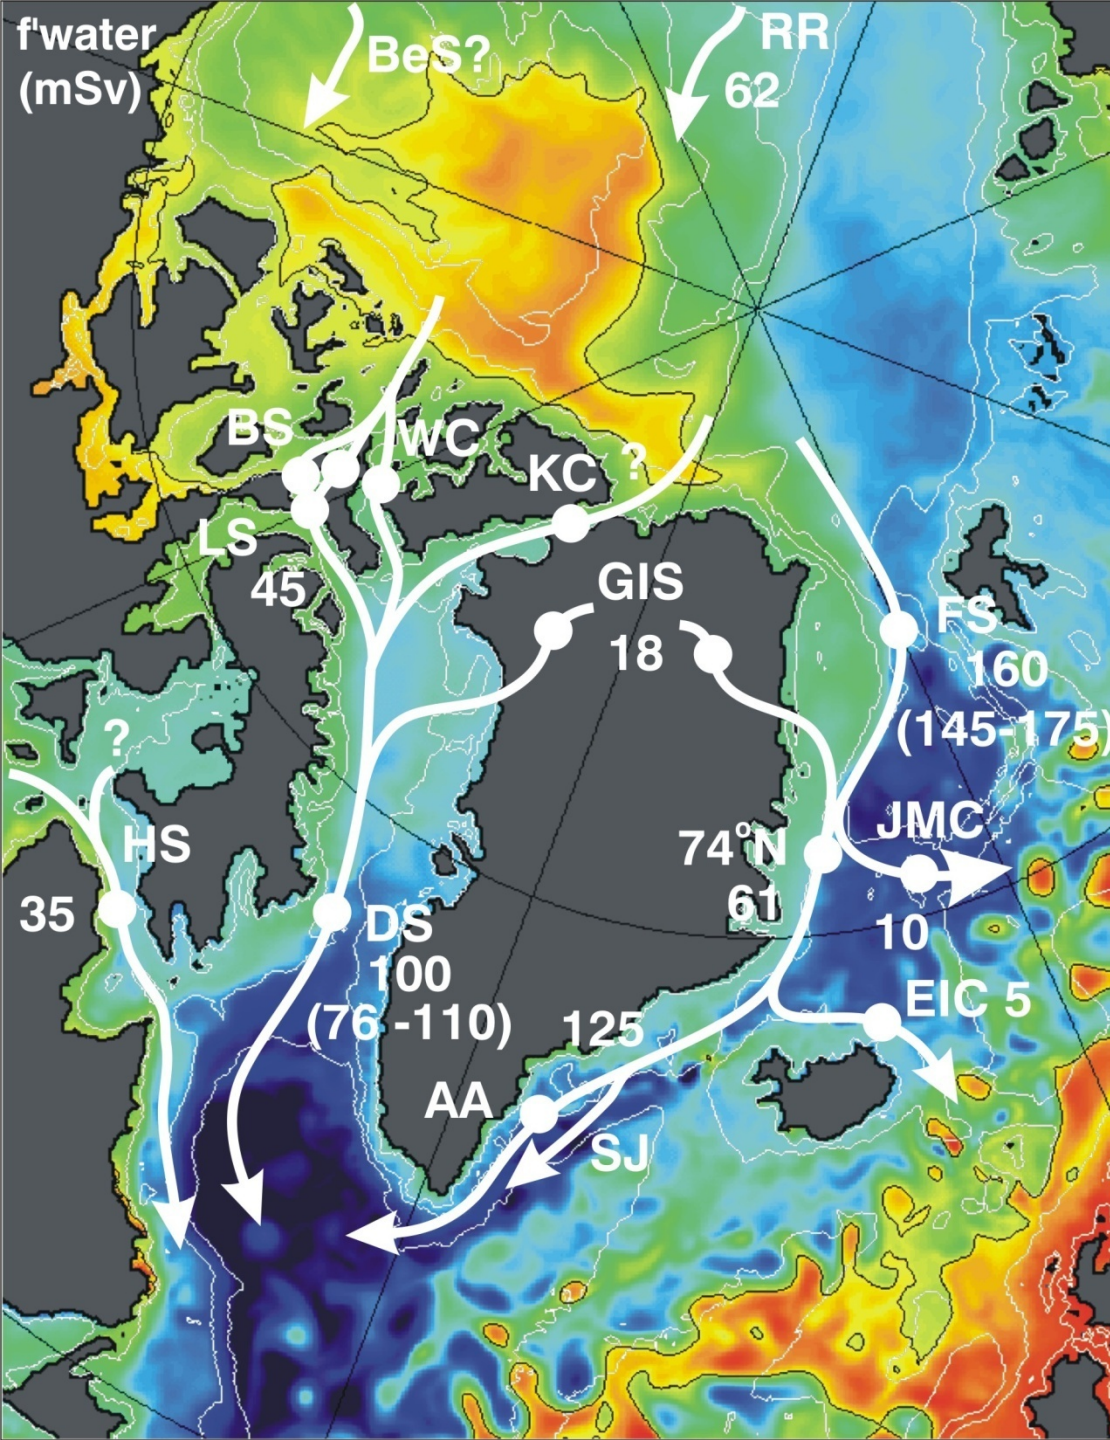 f'water
(mSv)
BeS?
RR
62
BS
WC
KC
?
LS
45
GIS
18
FS
160
(145-175)
?
HS
35
JMC
10
74°N
61
DS
100
(76 -110)
EIC 5
125
AA
SJ